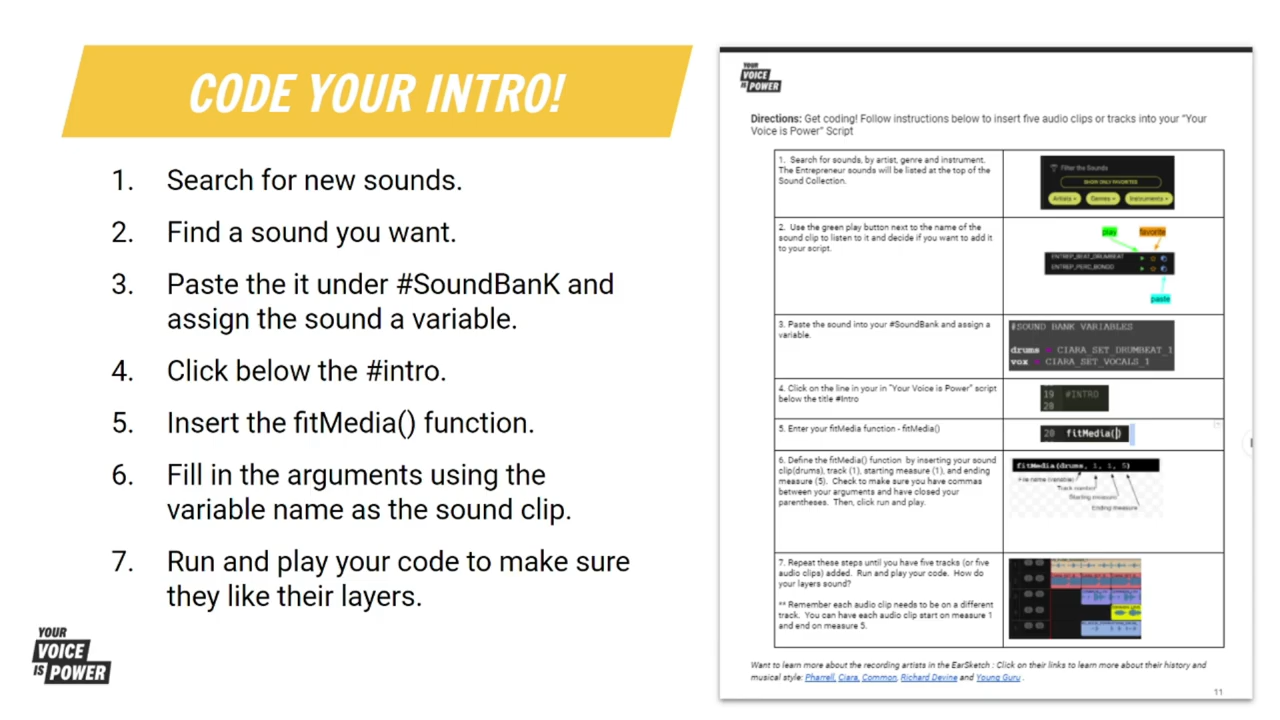 CODE YOUR INTRO!
1. Search for new sounds.
2. Find a sound you want.
3. Paste the it under #SoundBanK and
assign the sound a variable.
4. Click below the #intro.
5. Insert the fitMedia() function.
6. Fill in the arguments using the
variable name as the sound clip.
7. Run and play your code to make sure
they like their layers.
YOUR
VOICE
IS POWER
YOUR
VOICE
IS POWER
Directions: Get coding! Follow instructions below to insert five audio clips or tracks into your "Your
Voice is Power" Script
1. Search for sounds, by artist, genre and instrument.
The Entrepreneur sounds will be listed at the top of the
Sound Collection.
Filter the Sounds
SHOW ONLY FAVORITES
Artists
Genres
Instruments
2. Use the green play button next to the name of the
sound clip to listen to it and decide if you want to add it
to your script.
play
favorite
ENTREP_BEAT_DRUMBEAT
ENTREP_PERC_BONGO
paste
3. Paste the sound into your #SoundBank and assign a
variable.
#SOUND BANK VARIABLES
drums = CIARA_SET_DRUMBEAT_1
vox = CIARA_SET_VOCALS_1
4. Click on the line in your in "Your Voice is Power" script
below the title #Intro
19 #INTRO
20
5. Enter your fitMedia function - fitMedia()
20 fitMedia()
6. Define the fitMedia() function by inserting your sound
clip(drums), track (1), starting measure (1), and ending
measure (5). Check to make sure you have commas
between your arguments and have closed your
parentheses. Then, click run and play.
fitMedia(drums, 1, 1, 5)
File name (variable)
Track number
Starting measure
Ending measure
7. Repeat these steps until you have five tracks (or five
audio clips) added. Run and play your code. How do
your layers sound?
** Remember each audio clip needs to be on a different
track. You can have each audio clip start on measure 1
and end on measure 5.
Want to learn more about the recording artists in the EarSketch : Click on their links to learn more about their history and
musical style: Pharrell, Ciara, Common, Richard Devine and Young Guru .
11